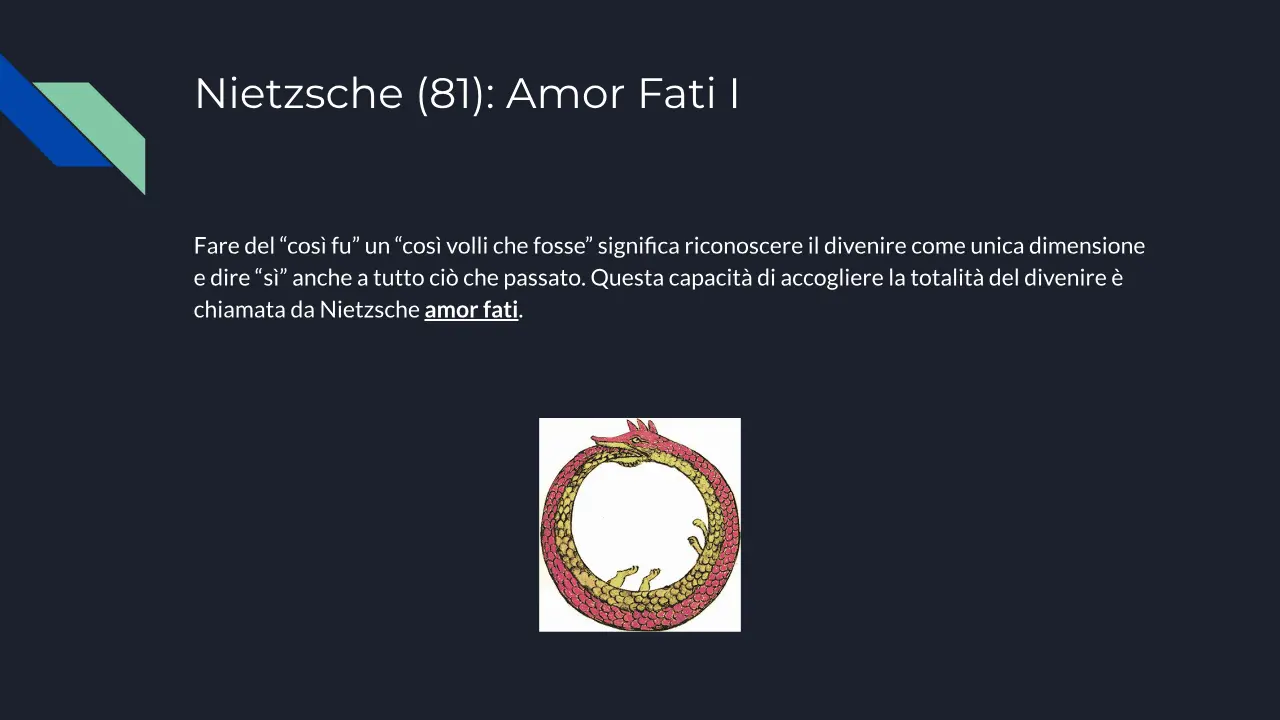 Nietzsche (81): Amor Fati I
Fare del “così fu” un “così volli che fosse” significa riconoscere il divenire come unica dimensione
e dire “sì” anche a tutto ciò che passato. Questa capacità di accogliere la totalità del divenire è
chiamata da Nietzsche amor fati.